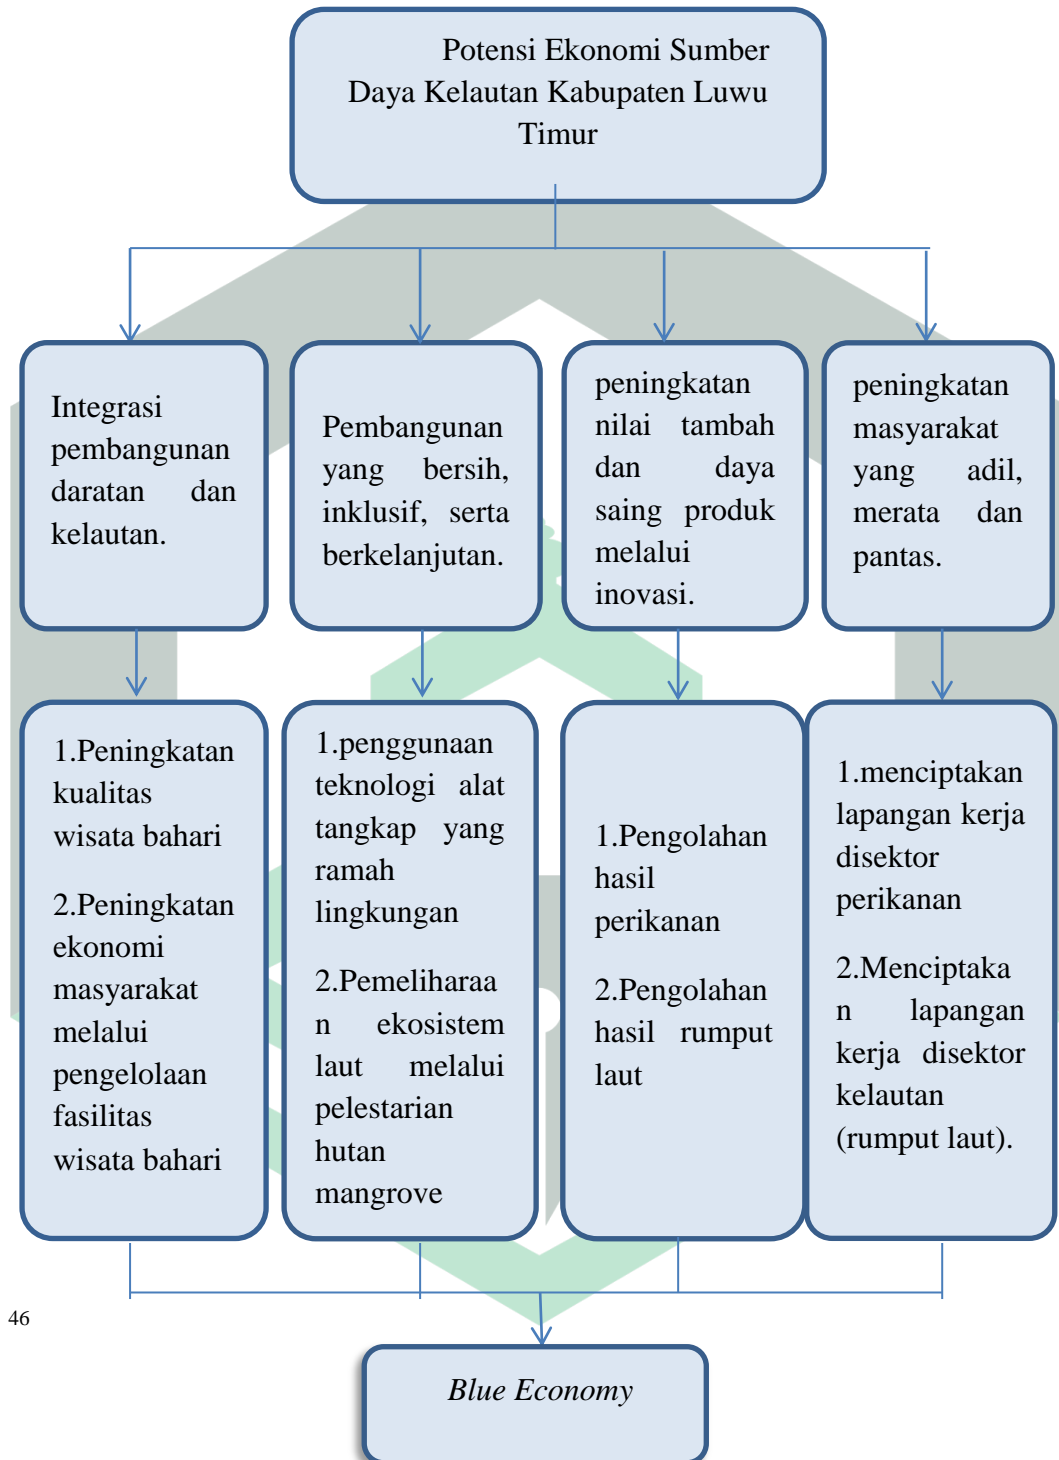 Potensi Ekonomi Sumber
Daya Kelautan Kabupaten Luwu
Timur
Integrasi
pembangunan
daratan dan
kelautan.
Pembangunan
yang bersih,
inklusif, serta
berkelanjutan.
peningkatan
nilai tambah
dan daya
saing produk
melalui
inovasi.
peningkatan
masyarakat
yang adil,
merata dan
pantas.
1.Peningkatan
kualitas
wisata bahari
2.Peningkatan
ekonomi
masyarakat
melalui
pengelolaan
fasilitas
wisata bahari
1.penggunaan
teknologi alat
tangkap yang
ramah
lingkungan
2.Pemeliharaa
n ekosistem
laut melalui
pelestarian
hutan
mangrove
1.Pengolahan
hasil
perikanan
2.Pengolahan
hasil rumput
laut
1.menciptakan
lapangan kerja
disektor
perikanan
2.Menciptaka
n lapangan
kerja disektor
kelautan
(rumput laut).
46
Blue Economy